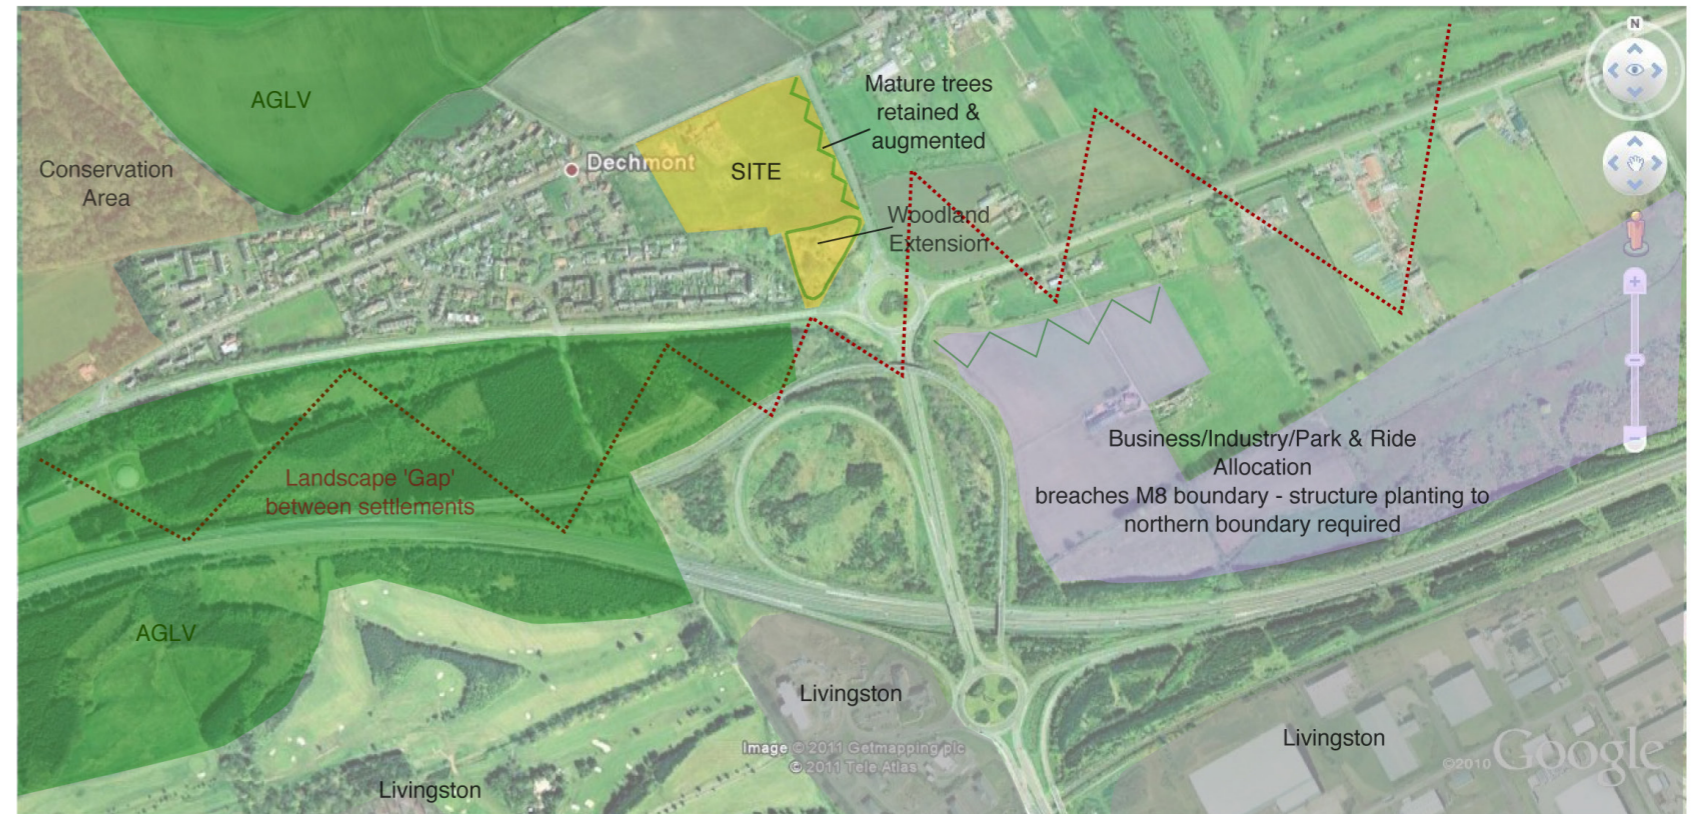 N
AGLV
Mature trees
retained &
augmented
Conservation
Area
Dechmont
SITE
Woodland
Extension
Landscape 'Gap'
between settlements
Business/Industry/Park & Ride
Allocation
breaches M8 boundary - structure planting to
northern boundary required
AGLV
Livingston
Livingston
Livingston
Image © 2011 Getmapping plc
© 2011 Tele Atlas
©2010 Google